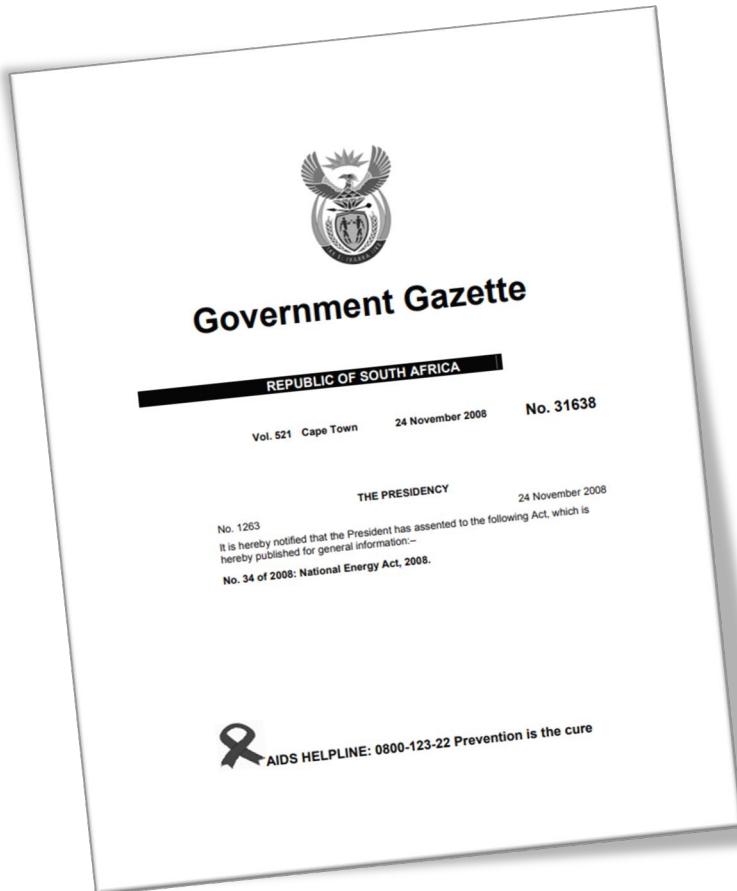 Government Gazette
REPUBLIC OF SOUTH AFRICA
Vol. 521 Cape Town 24 November 2008 No. 31638
THE PRESIDENCY
No. 1263 24 November 2008
It is hereby notified that the President has assented to the following Act, which is
hereby published for general information:–
No. 34 of 2008: National Energy Act, 2008.
AIDS HELPLINE: 0800-123-22 Prevention is the cure